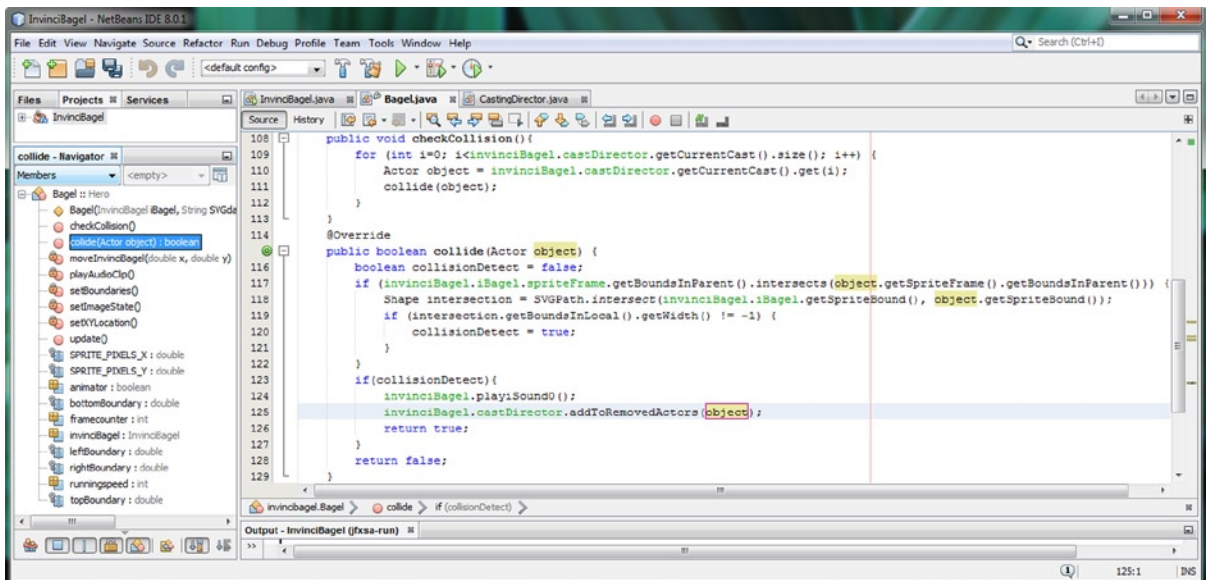 InvinciBagel - NetBeans IDE 8.0.1
File Edit View Navigate Source Refactor Run Debug Profile Team Tools Window Help
Search (Ctrl+I)
<default config>
Files Projects Services
InvinciBagel.java Bagel.java CastingDirector.java
InvinciBagel
Source History
collide - Navigator
Members <empty>
Bagel :: Hero
Bagel(InvinciBagel iBagel, String SVGda
checkCollision()
collide(Actor object) : boolean
moveInvinciBagel(double x, double y)
playAudioClip()
setBoundaries()
setImageState()
setXYLocation()
update()
SPRITE_PIXELS_X : double
SPRITE_PIXELS_Y : double
animator : boolean
bottomBoundary : double
framecounter : int
invinciBagel : InvinciBagel
leftBoundary : double
rightBoundary : double
runningspeed : int
topBoundary : double
108 public void checkCollision(){
109 for (int i=0; i<invinciBagel.castDirector.getCurrentCast().size(); i++) {
110 Actor object = invinciBagel.castDirector.getCurrentCast().get(i);
111 collide(object);
112 }
113 }
114 @Override
public boolean collide(Actor object) {
116 boolean collisionDetect = false;
117 if (invinciBagel.iBagel.spriteFrame.getBoundsInParent().intersects(object.getSpriteFrame().getBoundsInParent())) {
118 Shape intersection = SVGPath.intersect(invinciBagel.iBagel.getSpriteBound(), object.getSpriteBound());
119 if (intersection.getBoundsInLocal().getWidth() != -1) {
120 collisionDetect = true;
121 }
122 }
123 if(collisionDetect){
124 invinciBagel.playiSound0();
125 invinciBagel.castDirector.addToRemovedActors(object);
126 return true;
127 }
128 return false;
129 }
invincibagel.Bagel collide if (collisionDetect)
Output - InvinciBagel (jfxsa-run)
>>
1 125:1 INS